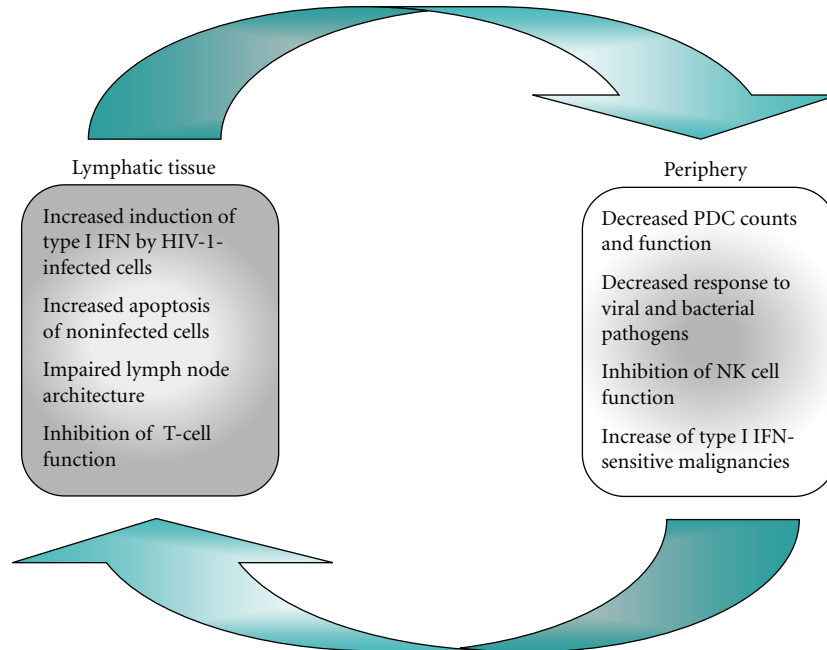 Lymphatic tissue
Increased induction of
type I IFN by HIV-1-
infected cells
Increased apoptosis
of noninfected cells
Impaired lymph node
architecture
Inhibition of T-cell
function
Periphery
Decreased PDC counts
and function
Decreased response to
viral and bacterial
pathogens
Inhibition of NK cell
function
Increase of type I IFN-
sensitive malignancies